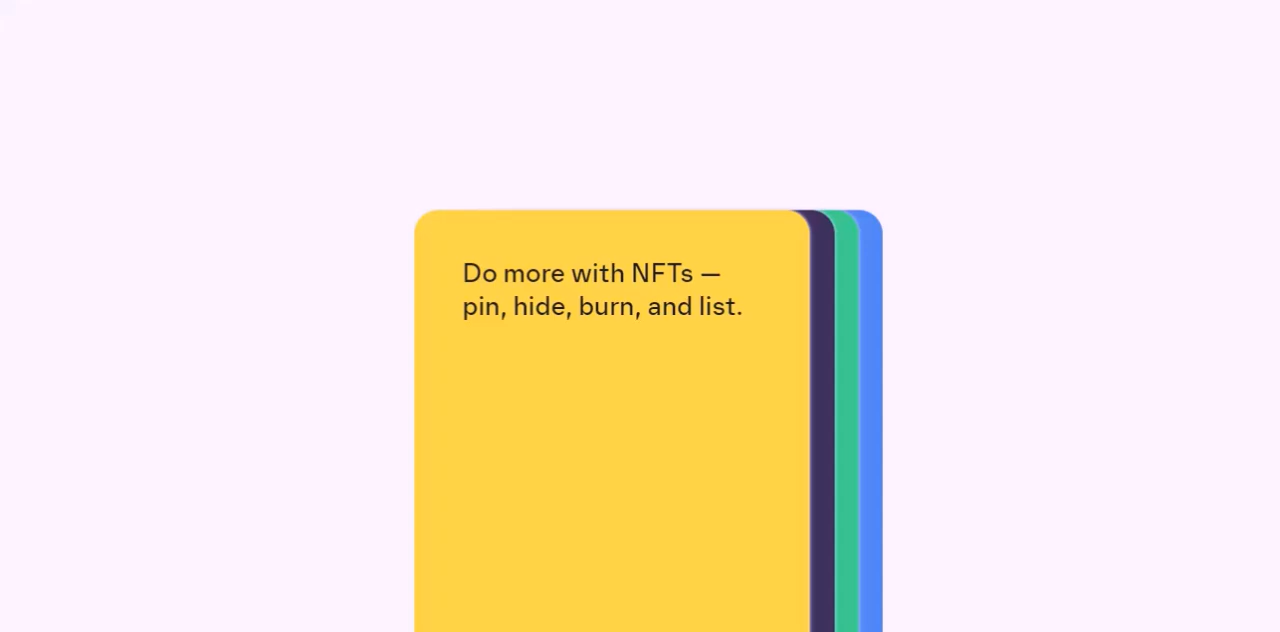 Do more with NFTs —
pin, hide, burn, and list.